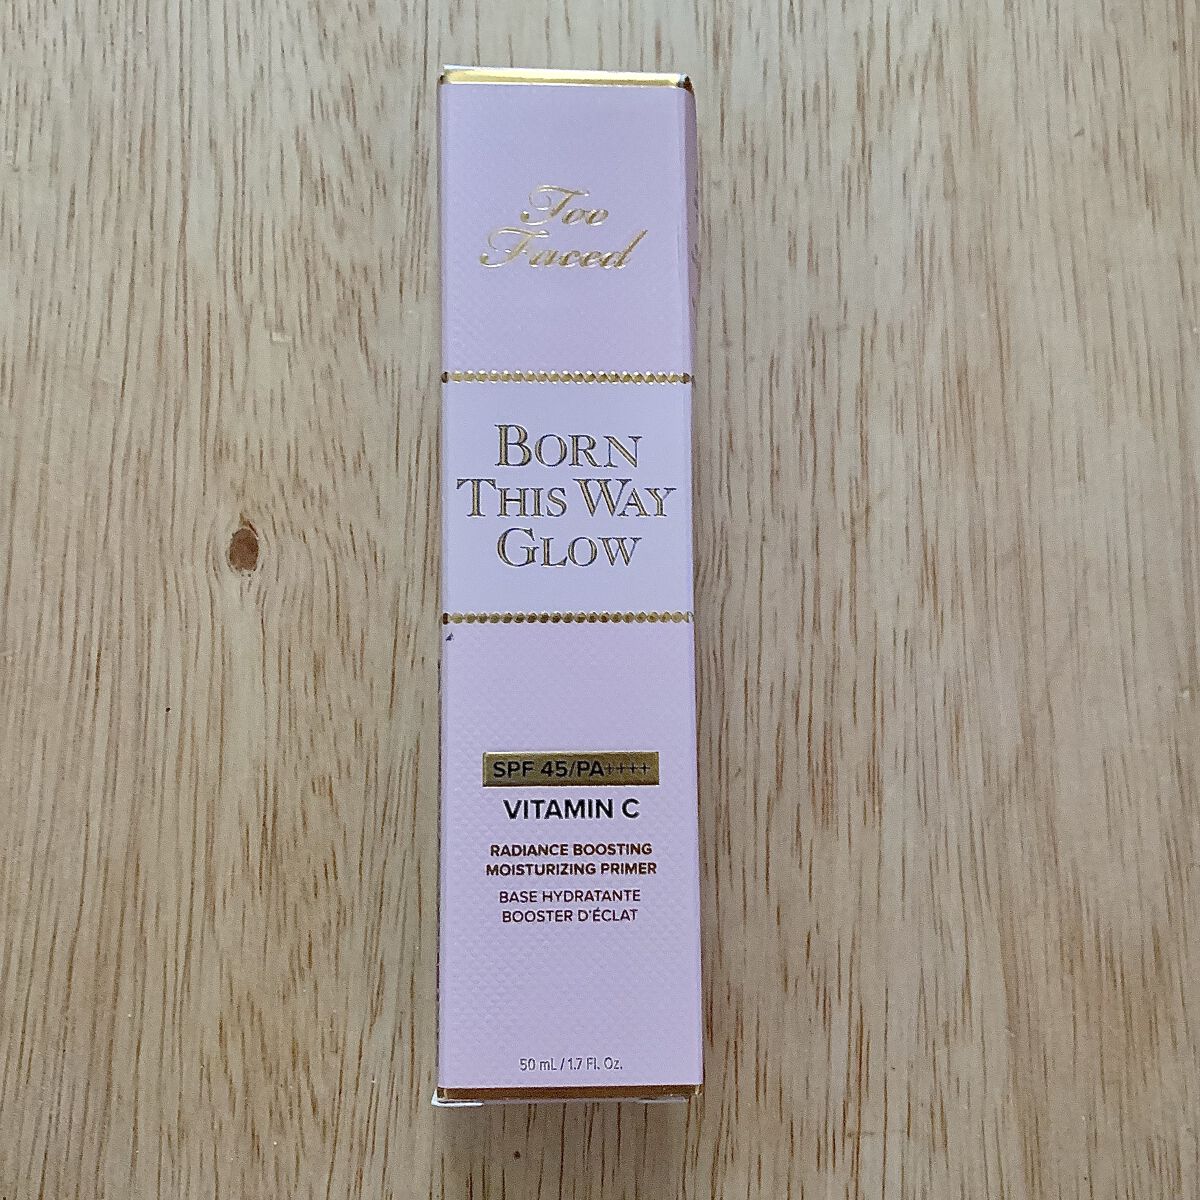 Too
Faced
BORN
THIS WAY
GLOW
SPF 45/PA++++
VITAMIN C
RADIANCE BOOSTING
MOISTURIZING PRIMER
BASE HYDRATANTE
BOOSTER D'ÉCLAT
50 mL / 1.7 Fl. Oz.